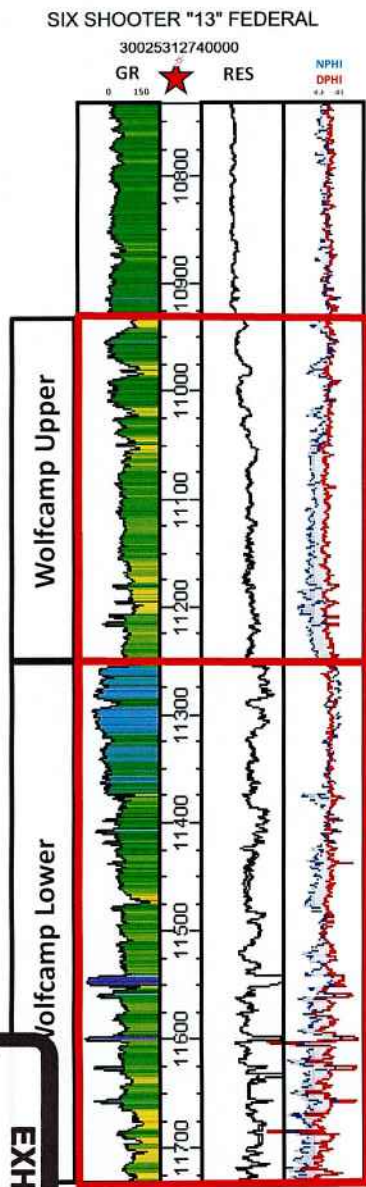 SIX SHOOTER "13" FEDERAL
30025312740000
GR
RES
NPHI
DPHI
0 150
10800
10900
11000
11100
11200
11300
11400
11500
11600
11700
Wolfcamp Upper
Wolfcamp Lower
EXH